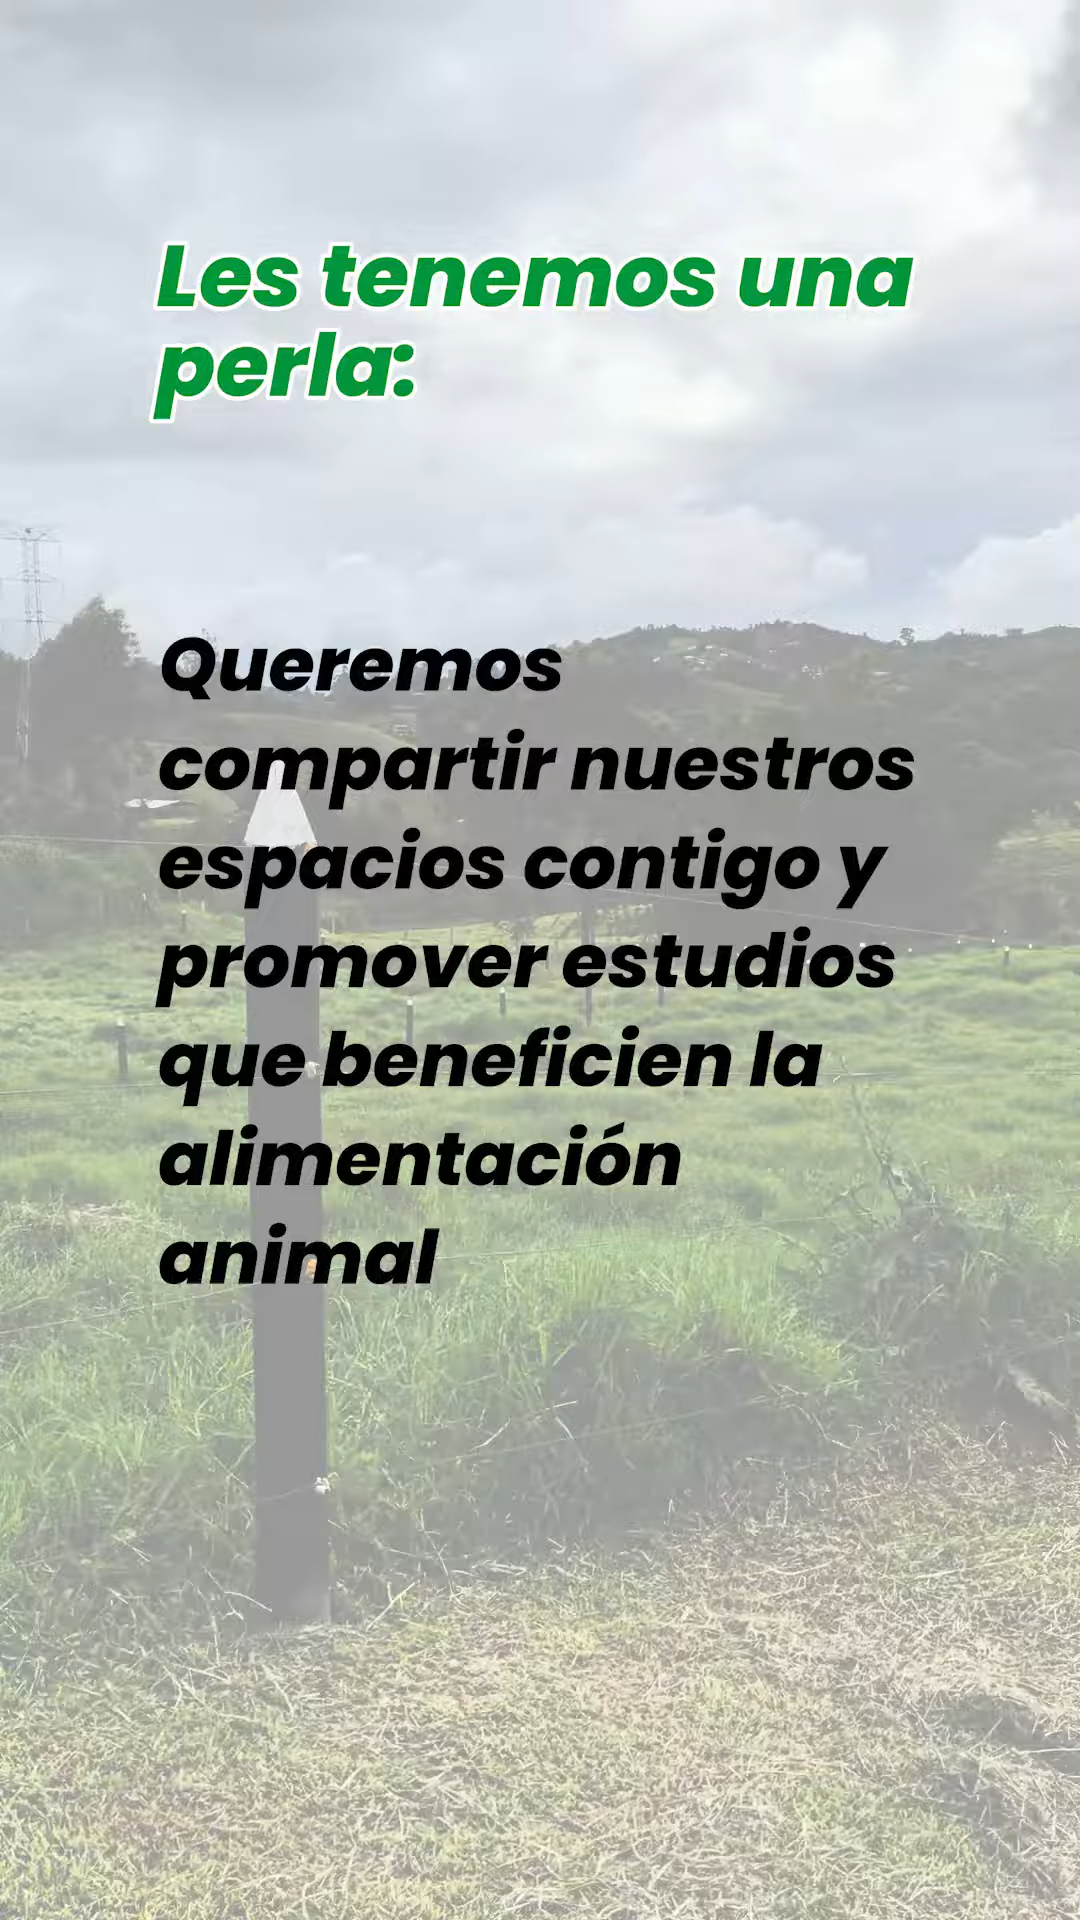 Les tenemos una
perla:
Queremos
compartir nuestros
espacios contigo y
promover estudios
que beneficien la
alimentación
animal